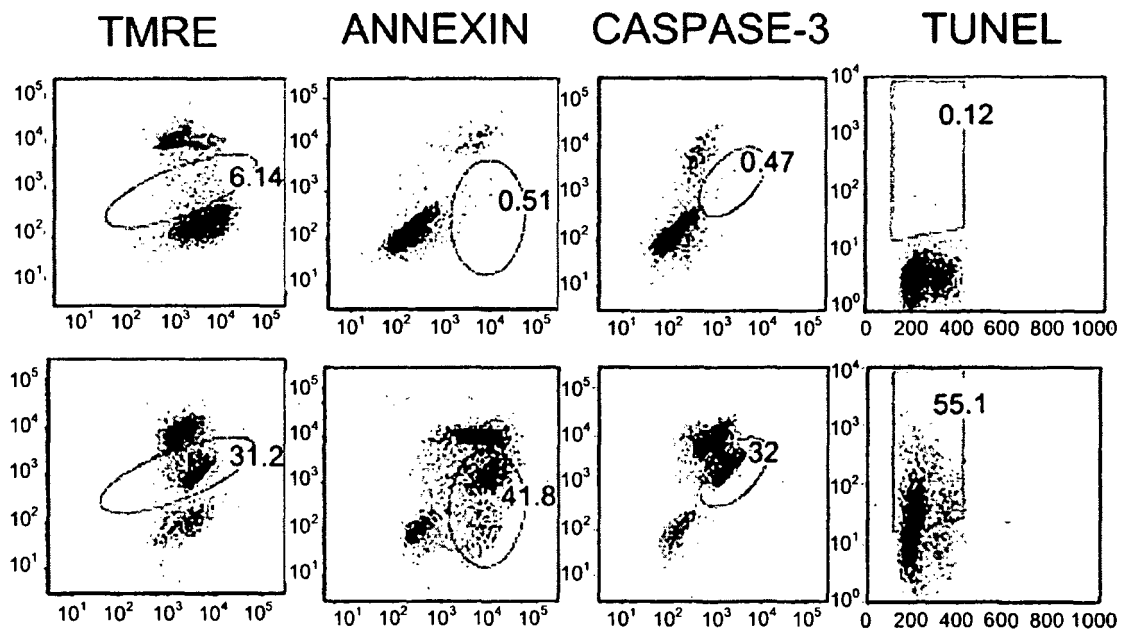 TMRE ANNEXIN CASPASE-3 TUNEL
10⁵ 10⁵ 10⁵ 10⁴
0.12
10⁴ 10⁴ 10⁴ 10³
6.14 0.51 0.47
10³ 10³ 10³ 10²
10² 10² 10² 10¹
10¹ 10¹ 10¹ 10⁰
10¹ 10² 10³ 10⁴ 10⁵ 10¹ 10² 10³ 10⁴ 10⁵ 10¹ 10² 10³ 10⁴ 10⁵ 0 200 400 600 800 1000
10⁵ 10⁵ 10⁵ 10⁴
55.1
10⁴ 10⁴ 10⁴ 10³
31.2 41.8 32
10³ 10³ 10³ 10²
10² 10² 10² 10¹
10¹ 10¹ 10¹ 10⁰
10¹ 10² 10³ 10⁴ 10⁵ 10¹ 10² 10³ 10⁴ 10⁵ 10¹ 10² 10³ 10⁴ 10⁵ 0 200 400 600 800 1000